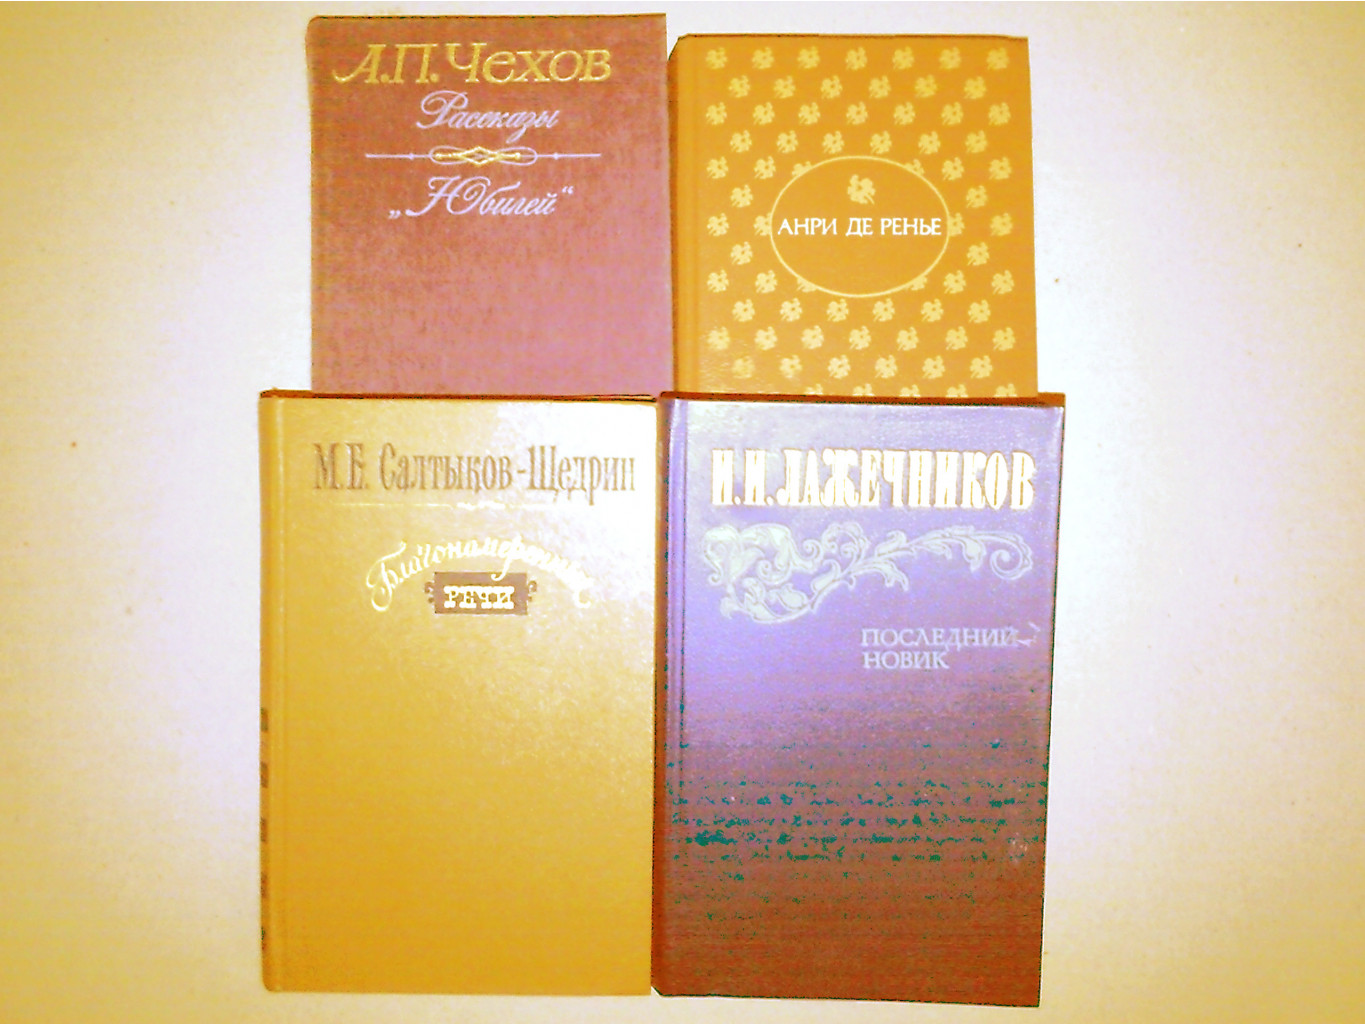 А.П.Чехов
Рассказы
„Юбилей“
АНРИ ДЕ РЕНЬЕ
М.Е. Салтыков-Щедрин
Благонамеренные
РЕЧИ
И.И.ЛАЖЕЧНИКОВ
ПОСЛЕДНИЙ
НОВИК